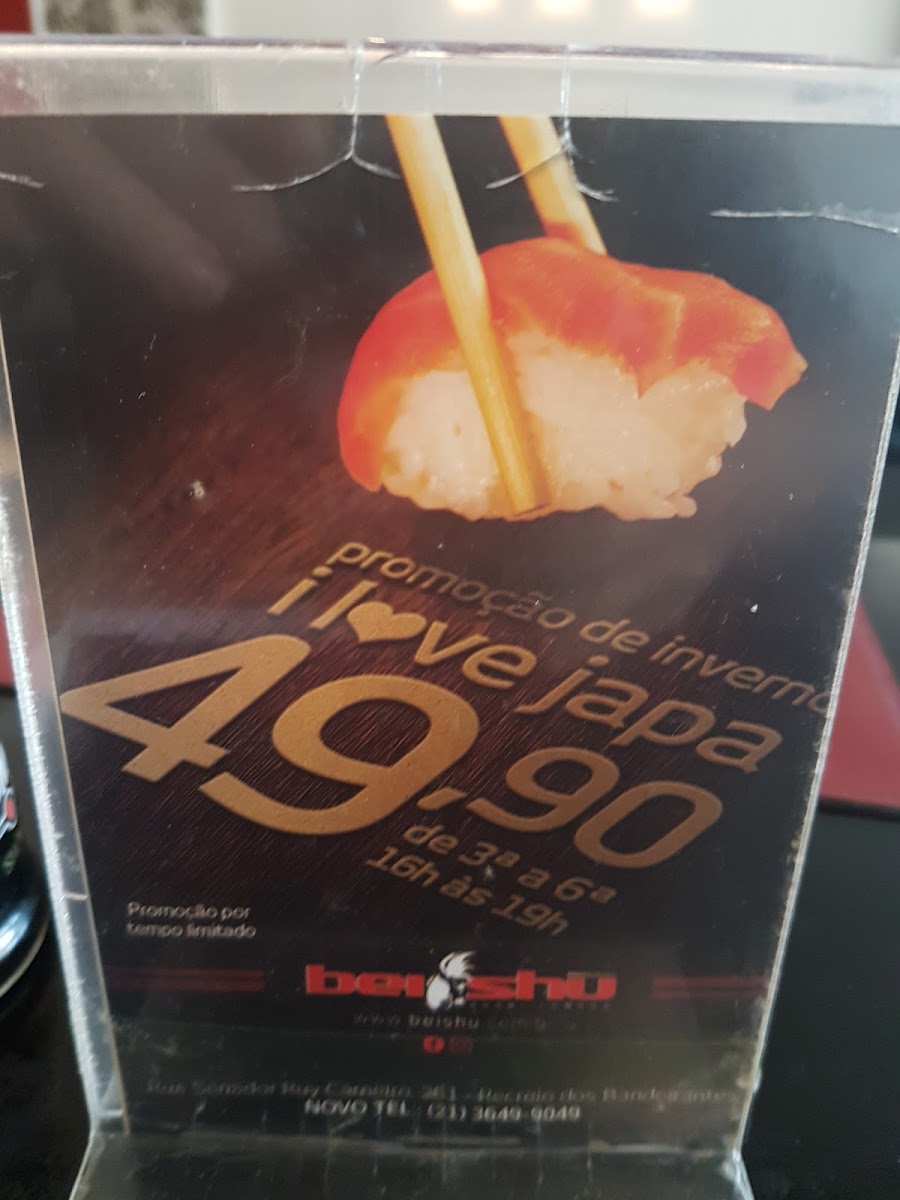 promoção de inverno
i love japa
49,90
de 3ª a 6ª
16h às 19h
Promoção por
tempo limitado
beishu
www.beishu.com.br
Rua Senador Ruy Carneiro, 261 - Recreio dos Bandeirantes
NOVO TEL: (21) 3649-9049